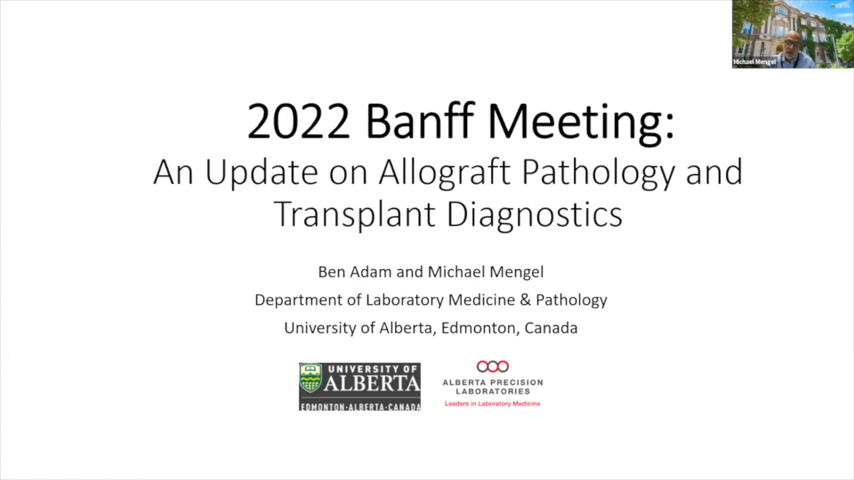 Michael Mengel
2022 Banff Meeting:
An Update on Allograft Pathology and
Transplant Diagnostics
Ben Adam and Michael Mengel
Department of Laboratory Medicine & Pathology
University of Alberta, Edmonton, Canada
UNIVERSITY OF
ALBERTA
EDMONTON·ALBERTA·CANADA
ALBERTA PRECISION
LABORATORIES
Leaders in Laboratory Medicine